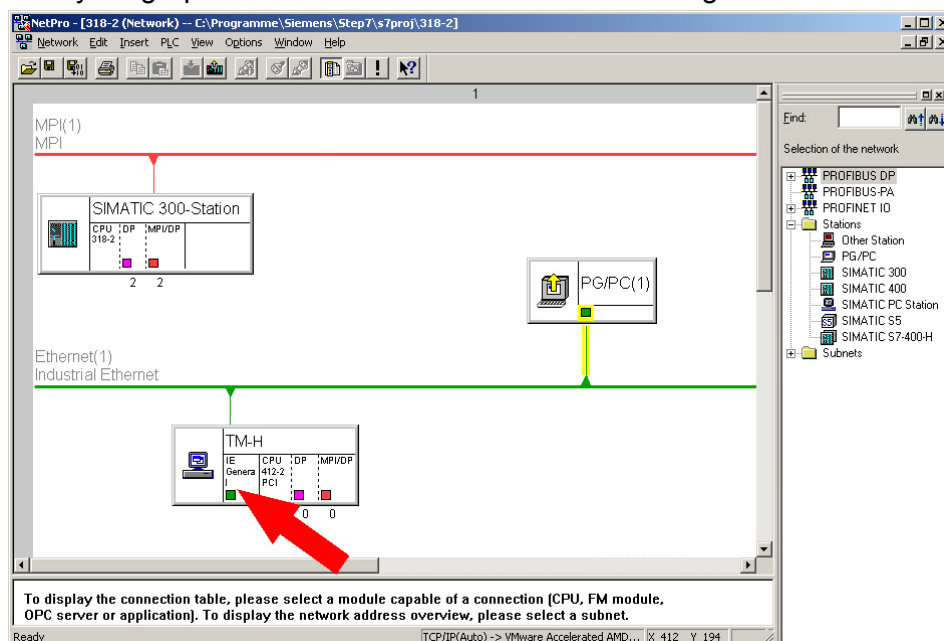 NetPro - [318-2 (Network) -- C:\Programme\Siemens\Step7\s7proj\318-2]
Network Edit Insert PLC View Options Window Help
1
MPI(1)
MPI
SIMATIC 300-Station
CPU DP MPI/DP
318-2
2 2
PG/PC(1)
Ethernet(1)
Industrial Ethernet
TM-H
IE CPU DP MPI/DP
Genera 412-2
l PCI
0 0
Find:
Selection of the network
PROFIBUS DP
PROFIBUS-PA
PROFINET IO
Stations
Other Station
PG/PC
SIMATIC 300
SIMATIC 400
SIMATIC PC Station
SIMATIC S5
SIMATIC S7-400-H
Subnets
To display the connection table, please select a module capable of a connection (CPU, FM module,
OPC server or application). To display the network address overview, please select a subnet.
Ready TCP/IP(Auto) -> VMware Accelerated AMD... X 412 Y 194